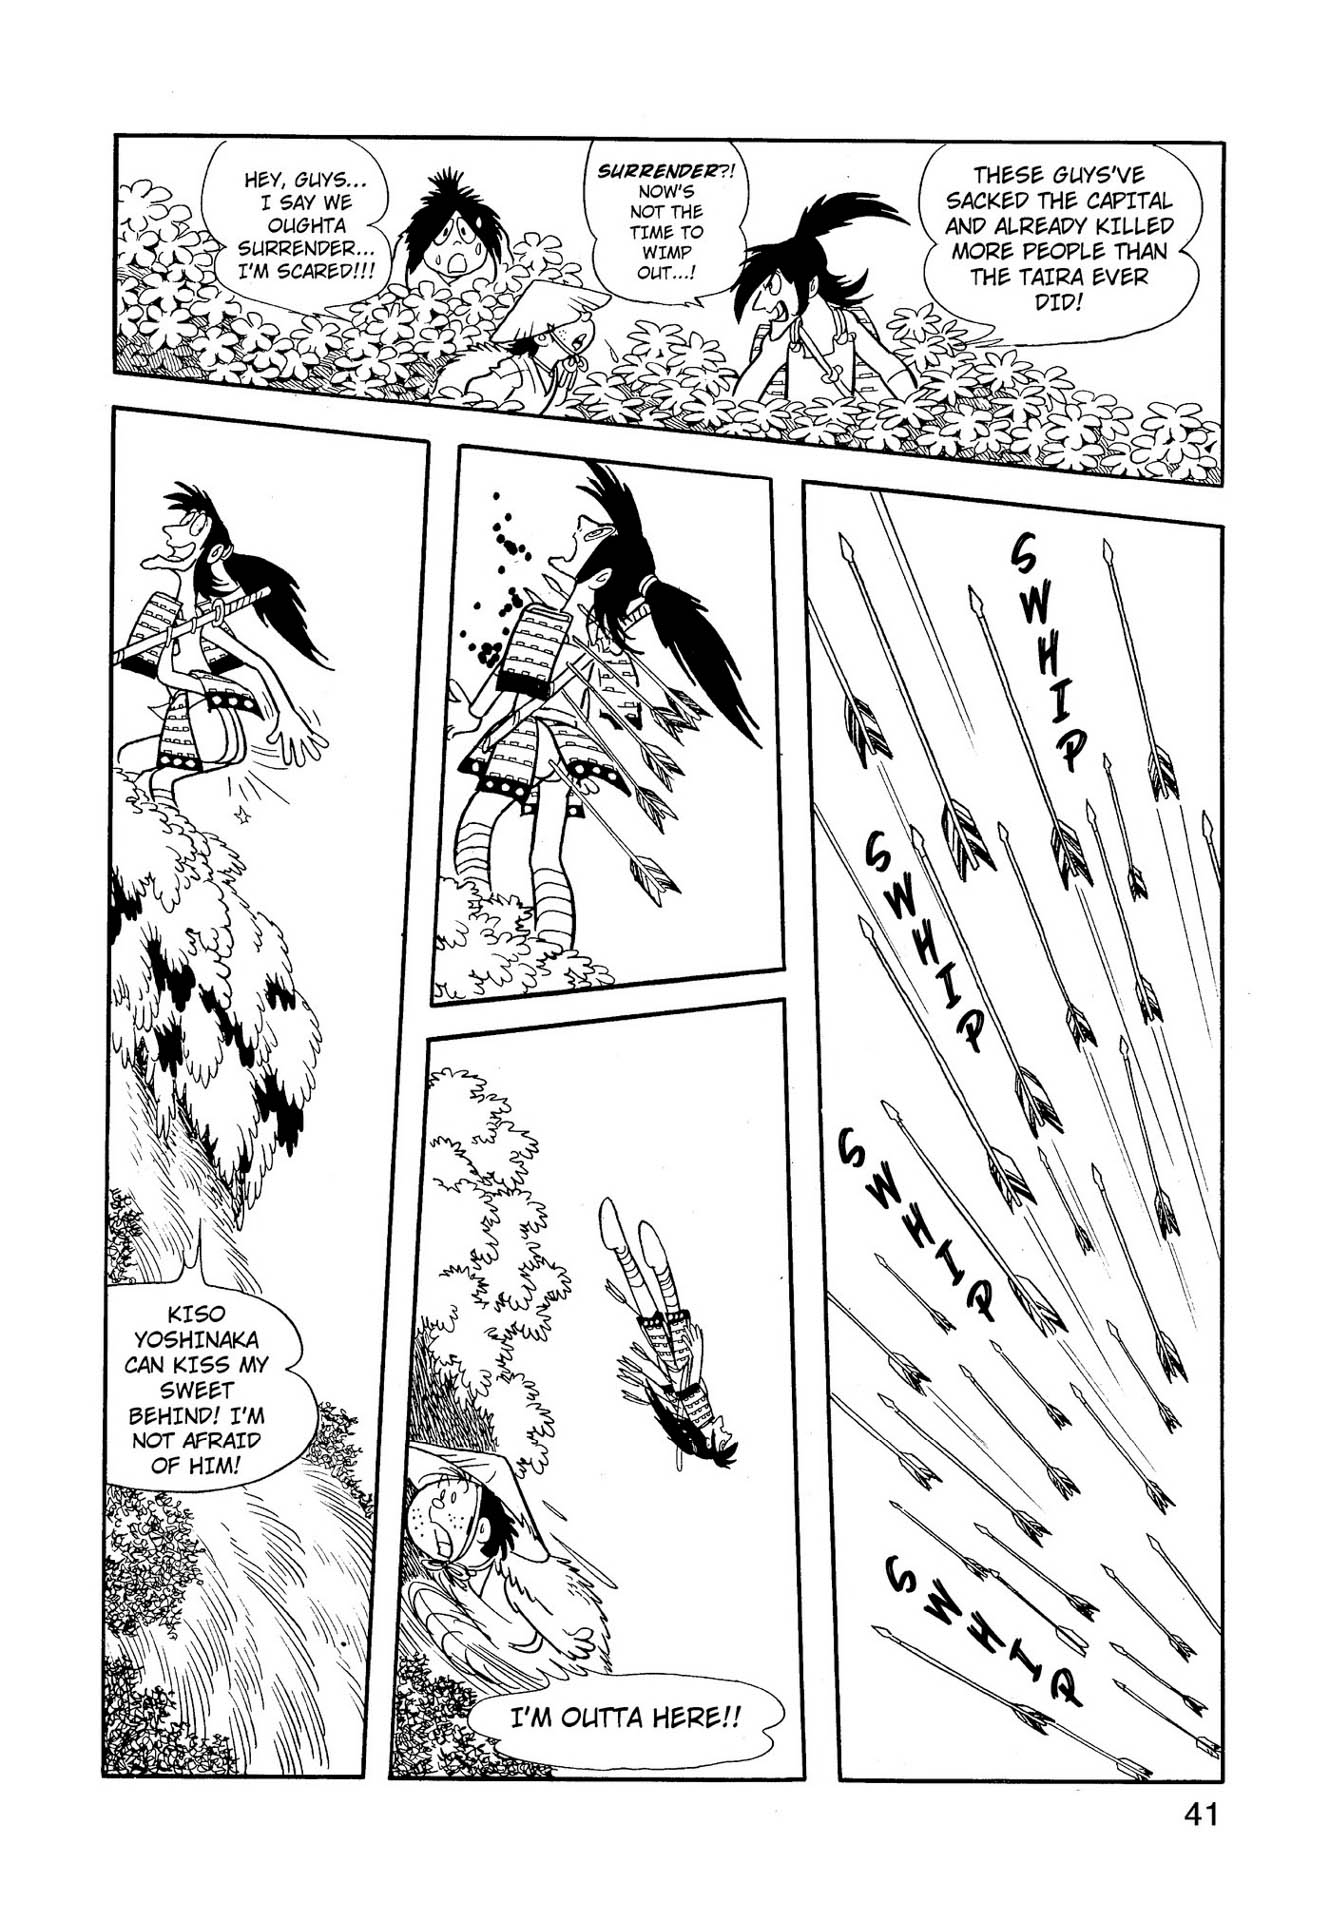 HEY, GUYS...
I SAY WE
OUGHTA
SURRENDER...
I'M SCARED!!!
SURRENDER?!
NOW'S
NOT THE
TIME TO
WIMP
OUT...!
THESE GUYS'VE
SACKED THE CAPITAL
AND ALREADY KILLED
MORE PEOPLE THAN
THE TAIRA EVER
DID!
KISO
YOSHINAKA
CAN KISS MY
SWEET
BEHIND! I'M
NOT AFRAID
OF HIM!
SWHIP
SWHIP
SWHIP
SWHIP
I'M OUTTA HERE!!
41